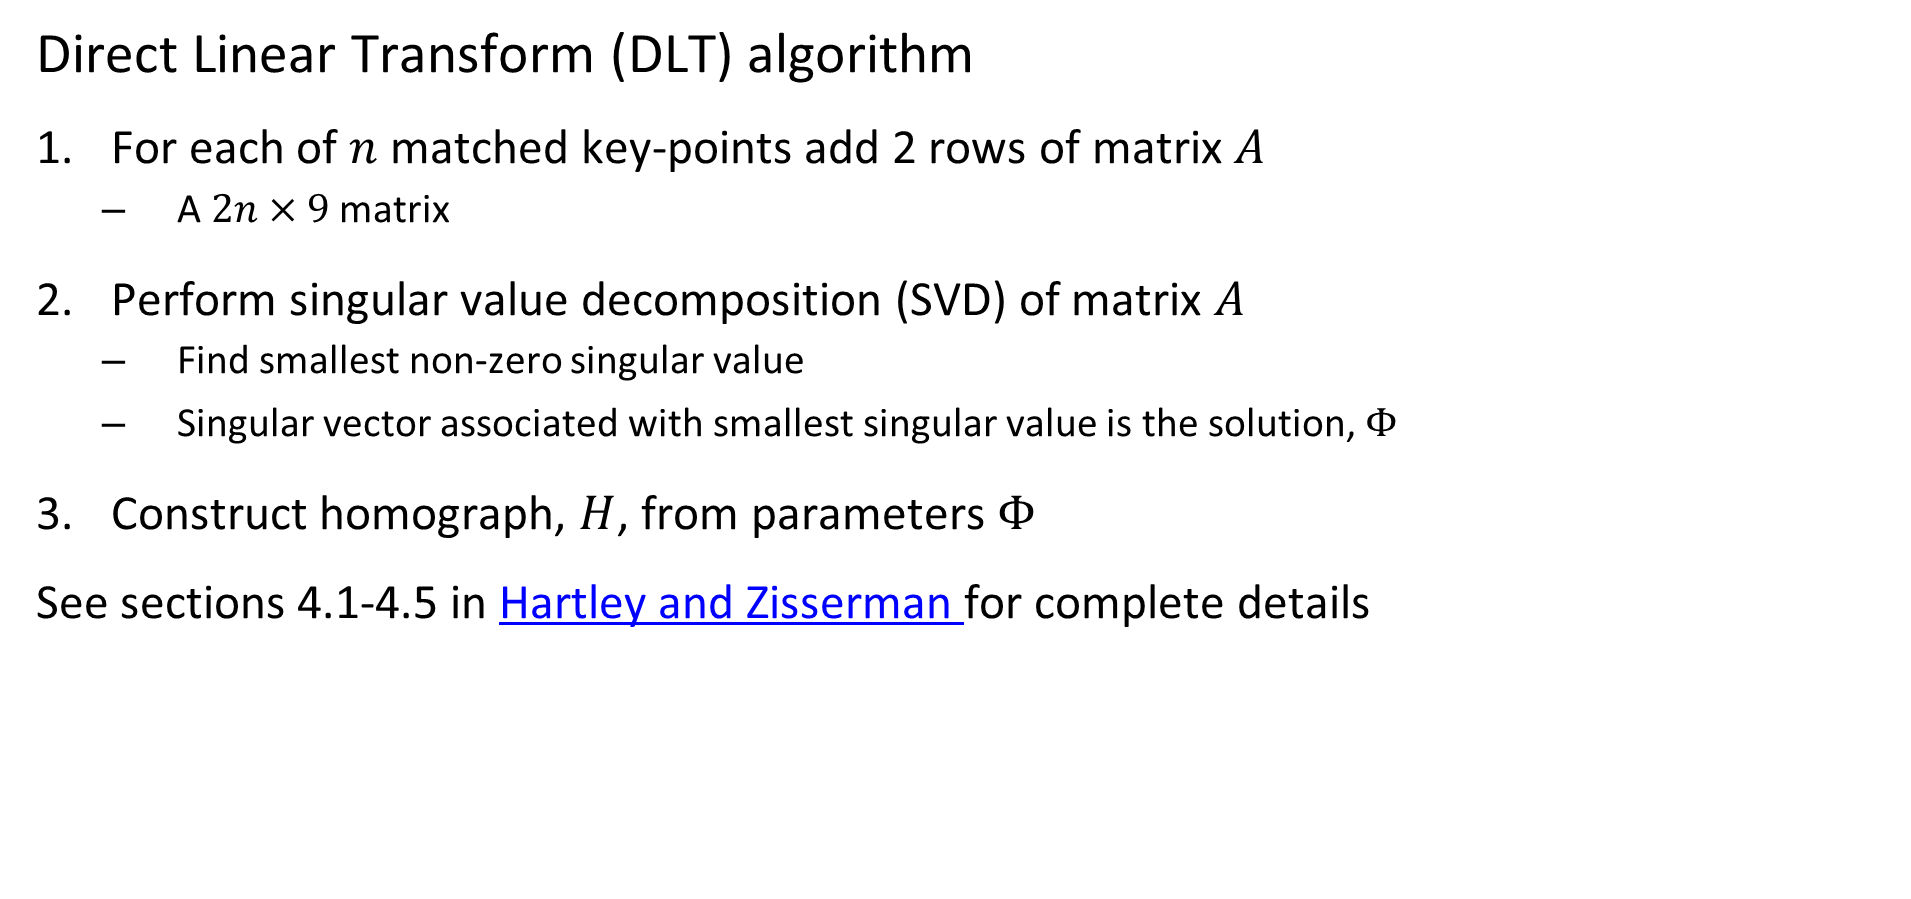 Direct Linear Transform (DLT) algorithm
1. For each of n matched key-points add 2 rows of matrix A
– A 2n × 9 matrix
2. Perform singular value decomposition (SVD) of matrix A
– Find smallest non-zero singular value
– Singular vector associated with smallest singular value is the solution, Φ
3. Construct homograph, H, from parameters Φ
See sections 4.1-4.5 in Hartley and Zisserman for complete details